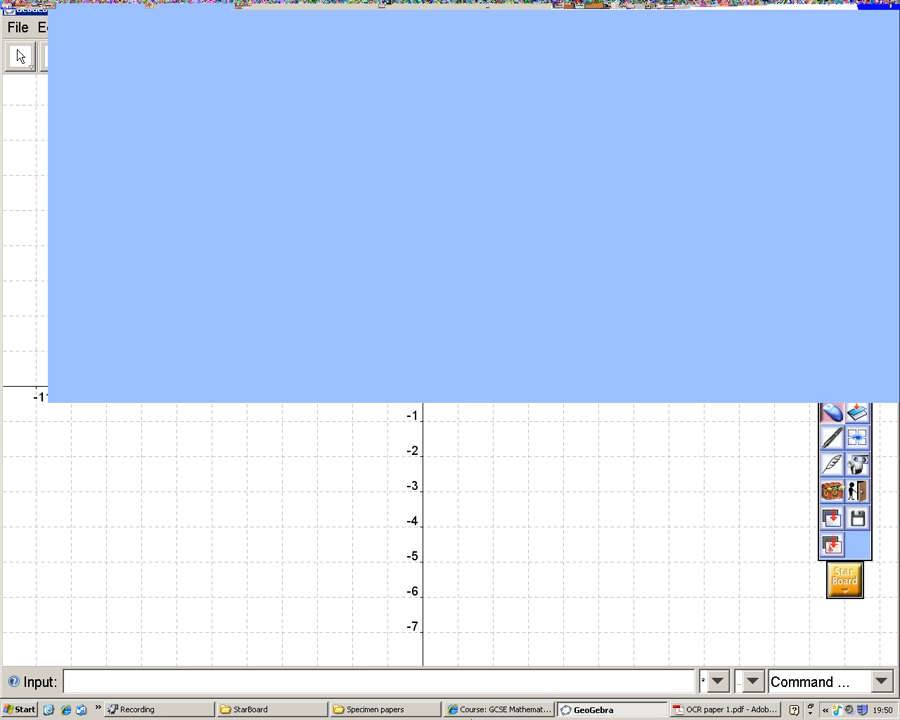 File
-11
-1
-2
-3
-4
-5
-6
-7
Star
Board
Input:
Command ...
Start
Recording
StarBoard
Specimen papers
Course: GCSE Mathemat...
GeoGebra
OCR paper 1.pdf - Adob...
19:50